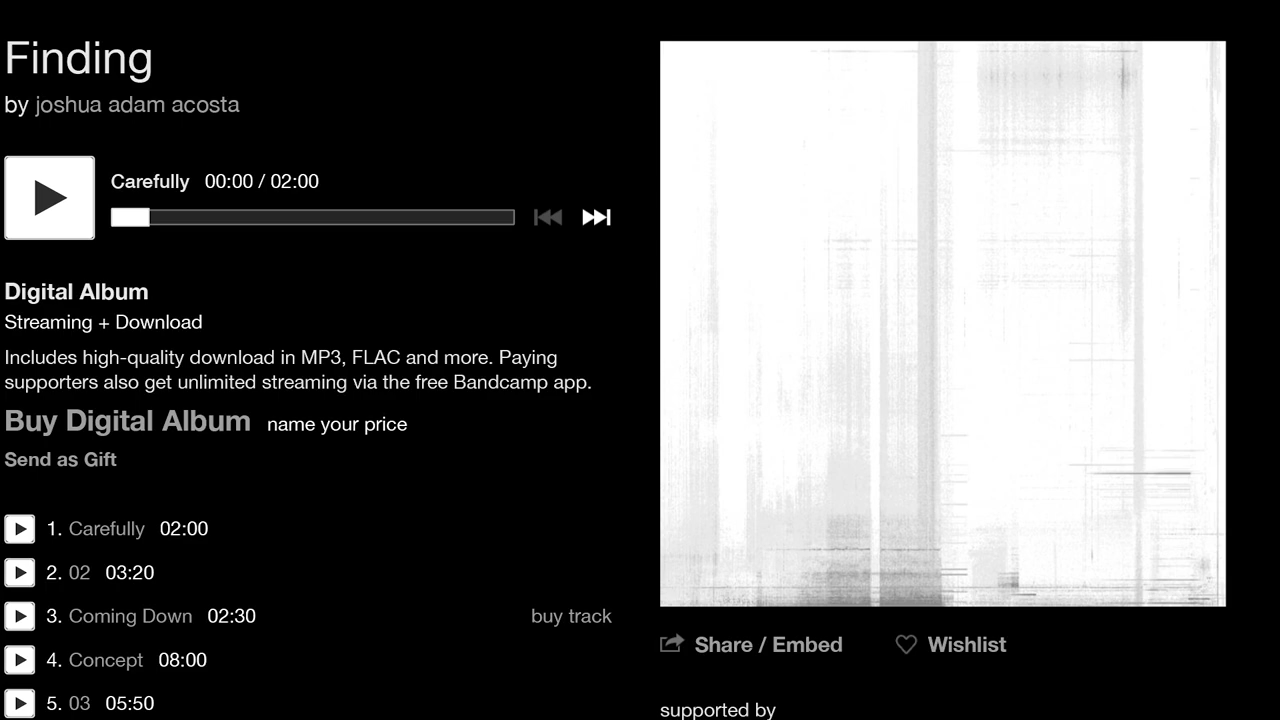 Finding
by joshua adam acosta
Carefully 00:00 / 02:00
Digital Album
Streaming + Download
Includes high-quality download in MP3, FLAC and more. Paying
supporters also get unlimited streaming via the free Bandcamp app.
Buy Digital Album name your price
Send as Gift
1. Carefully 02:00
2. 02 03:20
3. Coming Down 02:30 buy track
4. Concept 08:00
5. 03 05:50
Share / Embed Wishlist
supported by